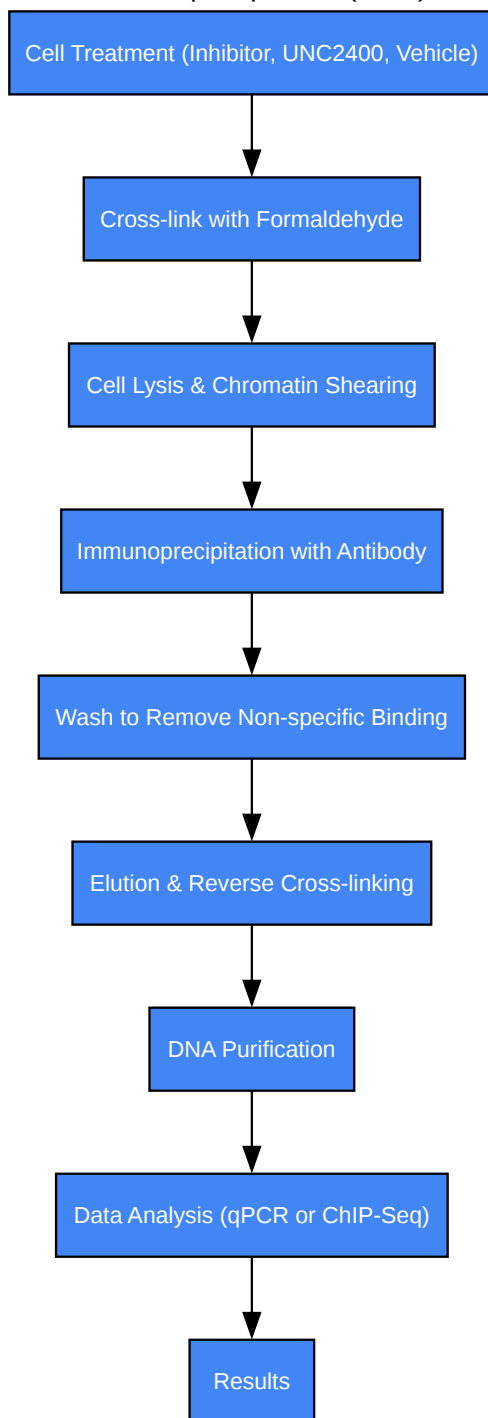 Cell Treatment (Inhibitor, UNC2400, Vehicle)
Cross-link with Formaldehyde
Cell Lysis & Chromatin Shearing
Immunoprecipitation with Antibody
Wash to Remove Non-specific Binding
Elution & Reverse Cross-linking
DNA Purification
Data Analysis (qPCR or ChIP-Seq)
Results